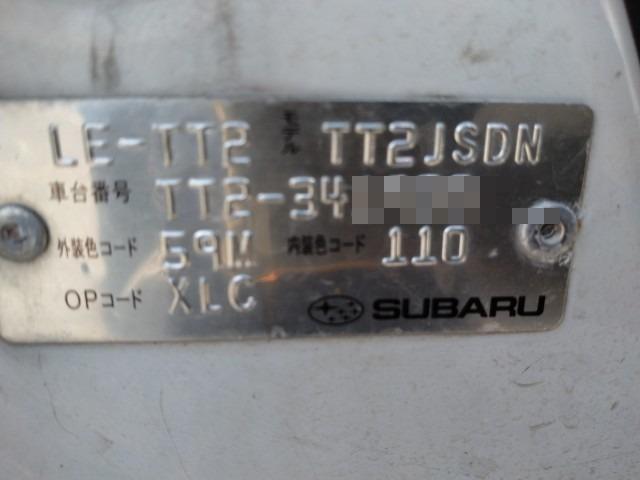 LE-TT2 モデル TT2JSDN
車台番号 TT2-34
外装色コード 59M 内装色コード 110
OPコード XLC SUBARU